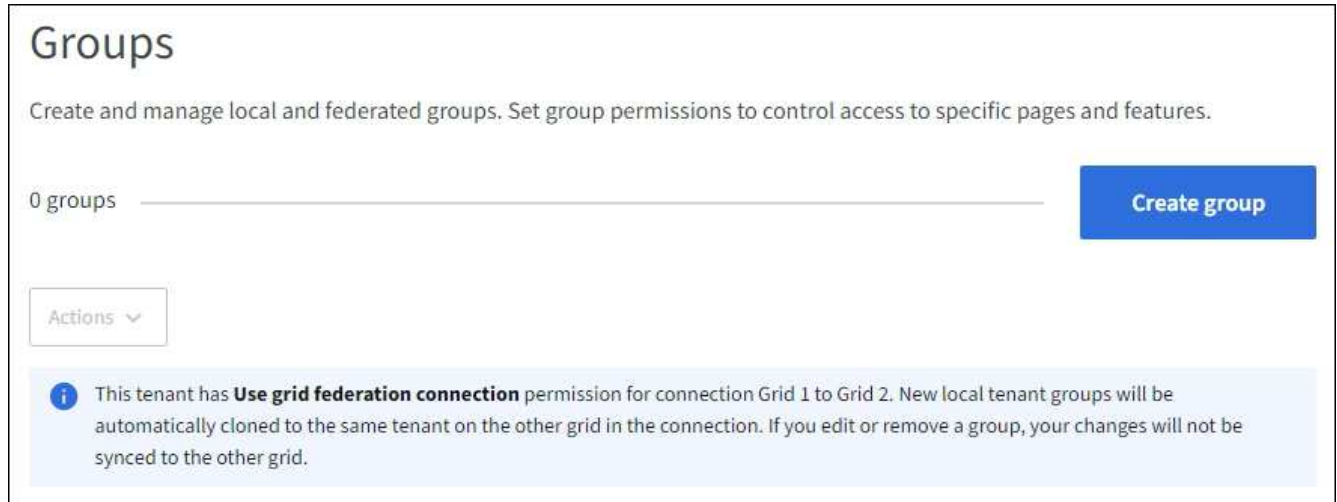 Groups
Create and manage local and federated groups. Set group permissions to control access to specific pages and features.
0 groups
Create group
Actions
This tenant has Use grid federation connection permission for connection Grid 1 to Grid 2. New local tenant groups will be
automatically cloned to the same tenant on the other grid in the connection. If you edit or remove a group, your changes will not be
synced to the other grid.